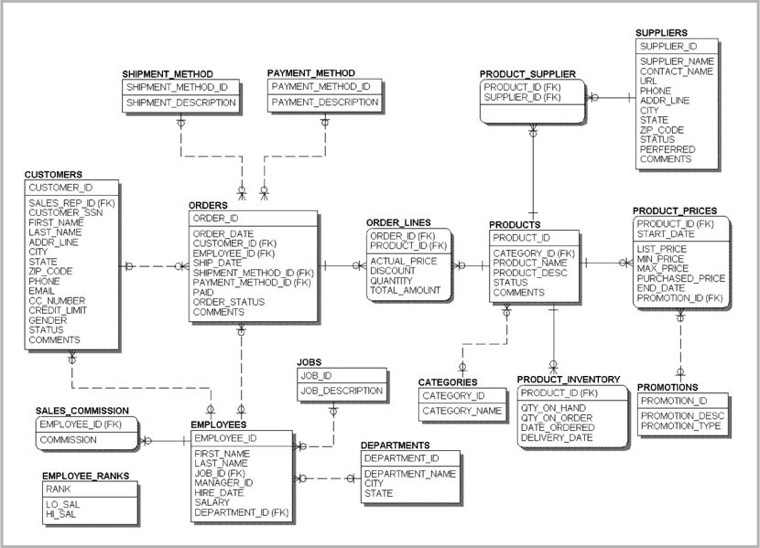 SUPPLIERS
SUPPLIER_ID
SUPPLIER_NAME
CONTACT_NAME
URL
PHONE
ADDR_LINE
CITY
STATE
ZIP_CODE
STATUS
PERFERRED
COMMENTS
SHIPMENT_METHOD
SHIPMENT_METHOD_ID
SHIPMENT_DESCRIPTION
PAYMENT_METHOD
PAYMENT_METHOD_ID
PAYMENT_DESCRIPTION
PRODUCT_SUPPLIER
PRODUCT_ID (FK)
SUPPLIER_ID (FK)
CUSTOMERS
CUSTOMER_ID
SALES_REP_ID (FK)
CUSTOMER_SSN
FIRST_NAME
LAST_NAME
ADDR_LINE
CITY
STATE
ZIP_CODE
PHONE
EMAIL
CC_NUMBER
CREDIT_LIMIT
GENDER
STATUS
COMMENTS
ORDERS
ORDER_ID
ORDER_DATE
CUSTOMER_ID (FK)
EMPLOYEE_ID (FK)
SHIP_DATE
SHIPMENT_METHOD_ID (FK)
PAYMENT_METHOD_ID (FK)
PAID
ORDER_STATUS
COMMENTS
ORDER_LINES
ORDER_ID (FK)
PRODUCT_ID (FK)
ACTUAL_PRICE
DISCOUNT
QUANTITY
TOTAL_AMOUNT
PRODUCTS
PRODUCT_ID
CATEGORY_ID (FK)
PRODUCT_NAME
PRODUCT_DESC
STATUS
COMMENTS
PRODUCT_PRICES
PRODUCT_ID (FK)
START_DATE
LIST_PRICE
MIN_PRICE
MAX_PRICE
PURCHASED_PRICE
END_DATE
PROMOTION_ID (FK)
JOBS
JOB_ID
JOB_DESCRIPTION
CATEGORIES
CATEGORY_ID
CATEGORY_NAME
PRODUCT_INVENTORY
PRODUCT_ID (FK)
QTY_ON_HAND
QTY_ON_ORDER
DATE_ORDERED
DELIVERY_DATE
PROMOTIONS
PROMOTION_ID
PROMOTION_DESC
PROMOTION_TYPE
SALES_COMMISSION
EMPLOYEE_ID (FK)
COMMISSION
EMPLOYEES
EMPLOYEE_ID
FIRST_NAME
LAST_NAME
JOB_ID (FK)
MANAGER_ID
HIRE_DATE
SALARY
DEPARTMENT_ID (FK)
DEPARTMENTS
DEPARTMENT_ID
DEPARTMENT_NAME
CITY
STATE
EMPLOYEE_RANKS
RANK
LO_SAL
HI_SAL